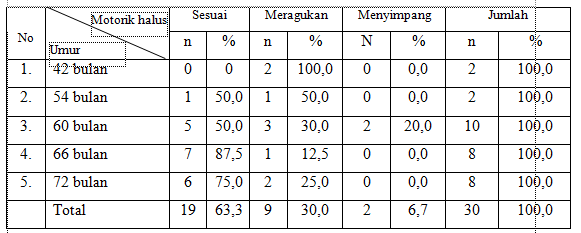 No Motorik halus Umur Sesuai Meragukan Menyimpang Jumlah
n % n % N % n %
1. 42 bulan 0 0 2 100,0 0 0,0 2 100,0
2. 54 bulan 1 50,0 1 50,0 0 0,0 2 100,0
3. 60 bulan 5 50,0 3 30,0 2 20,0 10 100,0
4. 66 bulan 7 87,5 1 12,5 0 0,0 8 100,0
5. 72 bulan 6 75,0 2 25,0 0 0,0 8 100,0
Total 19 63,3 9 30,0 2 6,7 30 100,0